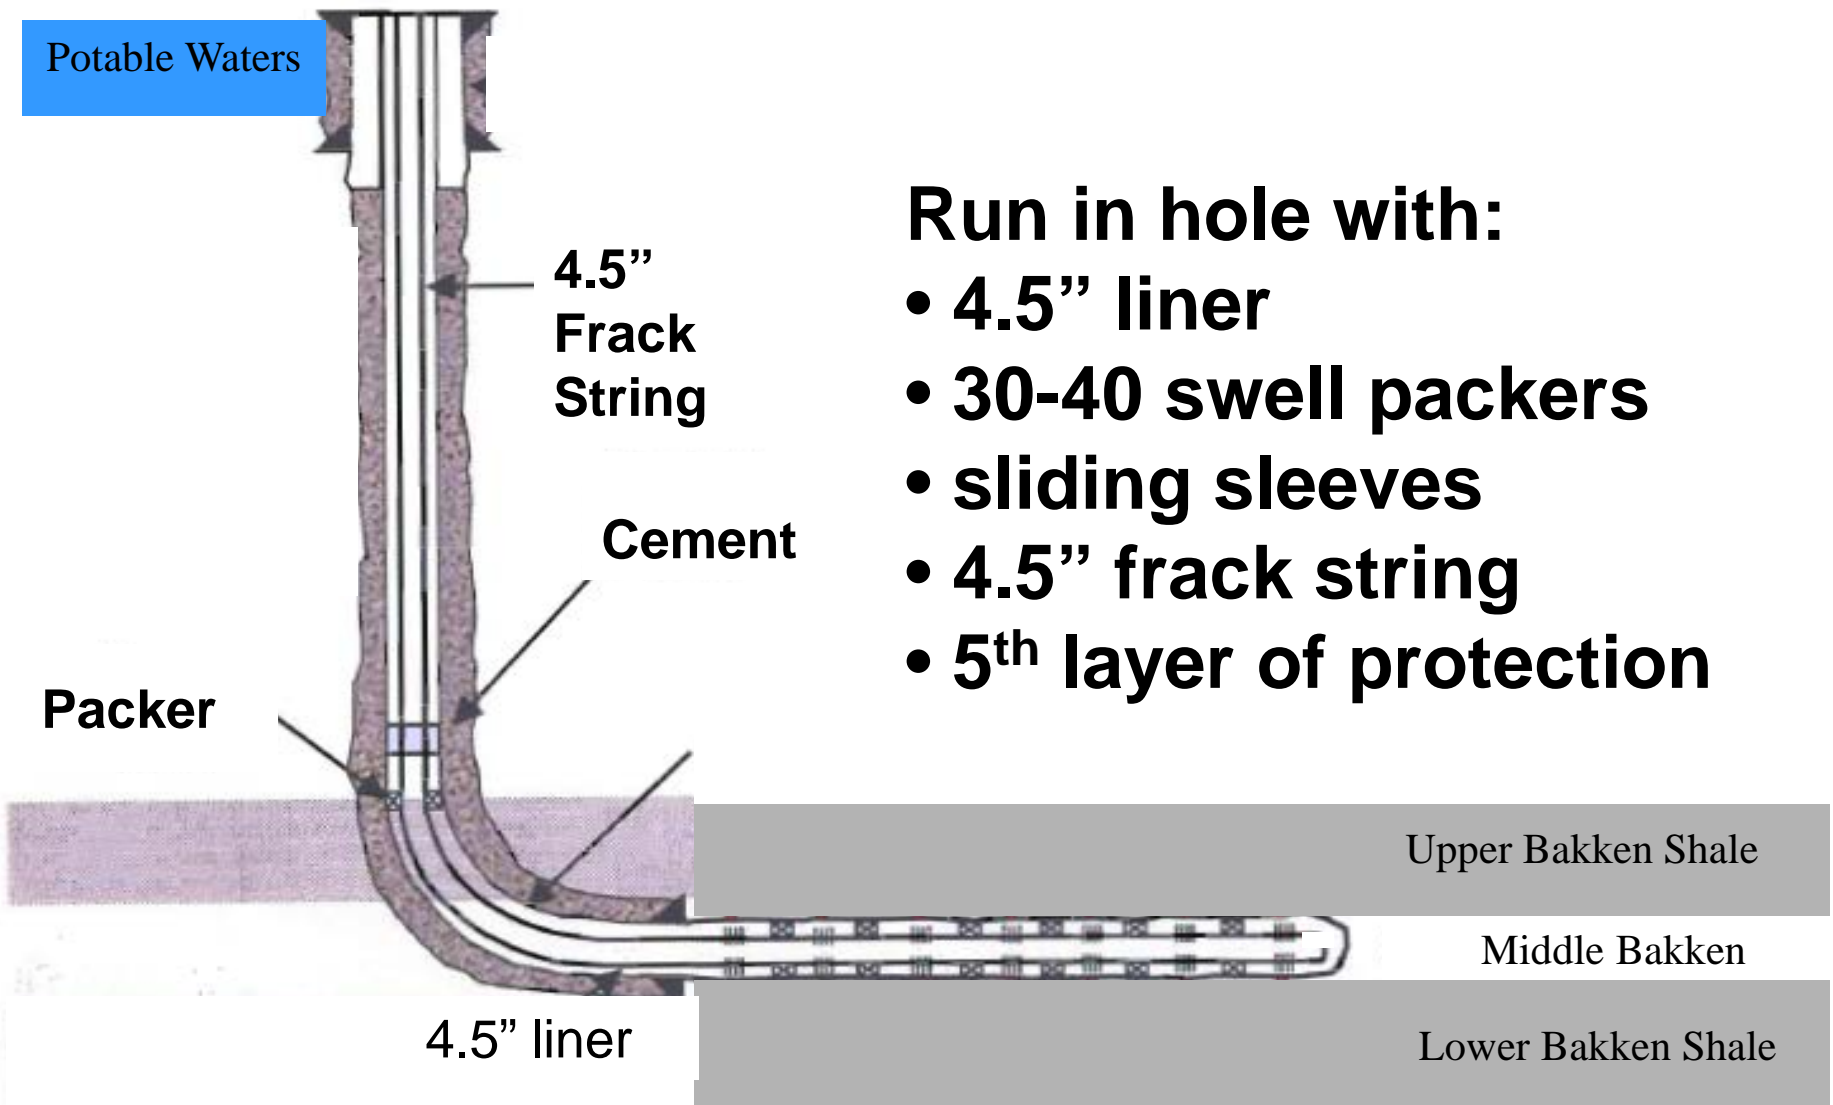 Potable Waters
4.5”
Frack
String
Cement
Packer
Run in hole with:
• 4.5” liner
• 30-40 swell packers
• sliding sleeves
• 4.5” frack string
• 5th layer of protection
Upper Bakken Shale
Middle Bakken
Lower Bakken Shale
4.5” liner